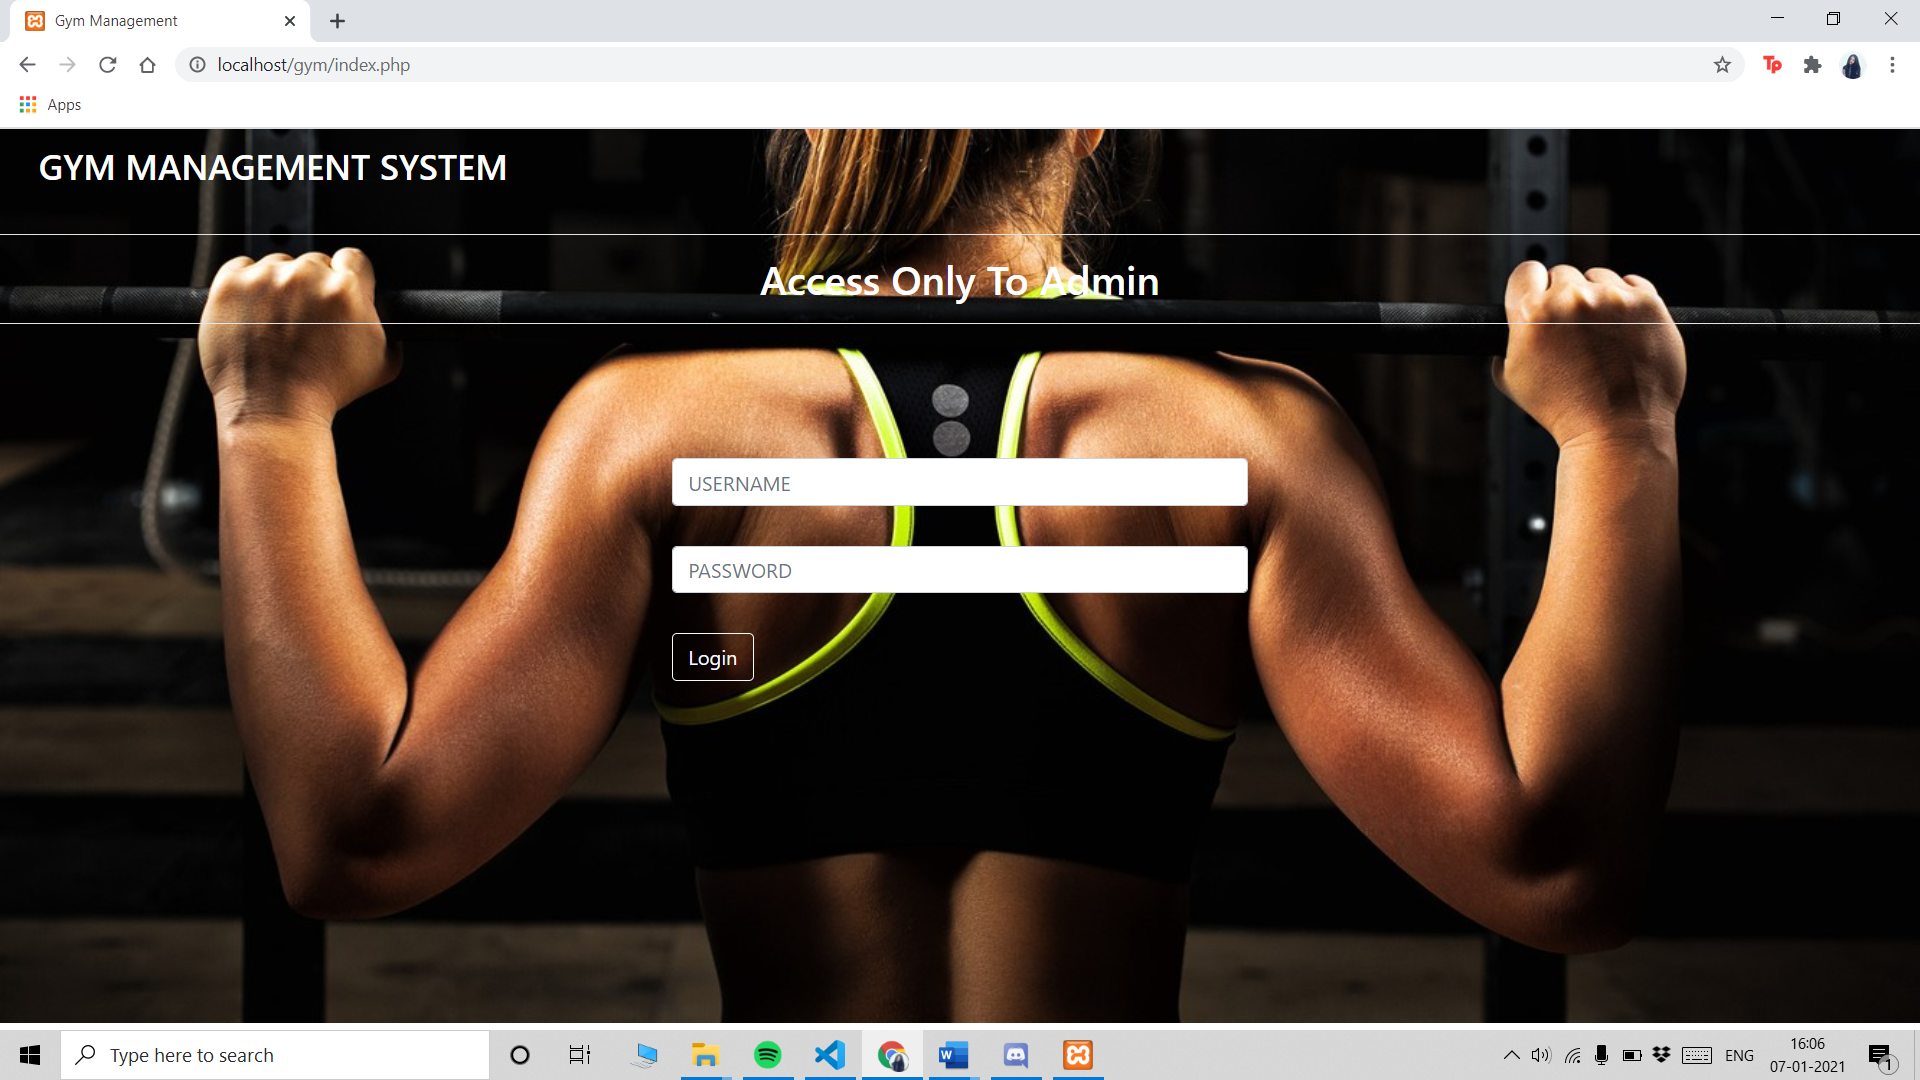 Gym Management
localhost/gym/index.php
Tp
Apps
GYM MANAGEMENT SYSTEM
Access Only To Admin
USERNAME
PASSWORD
Login
Type here to search
W
ENG
16:06
07-01-2021
1